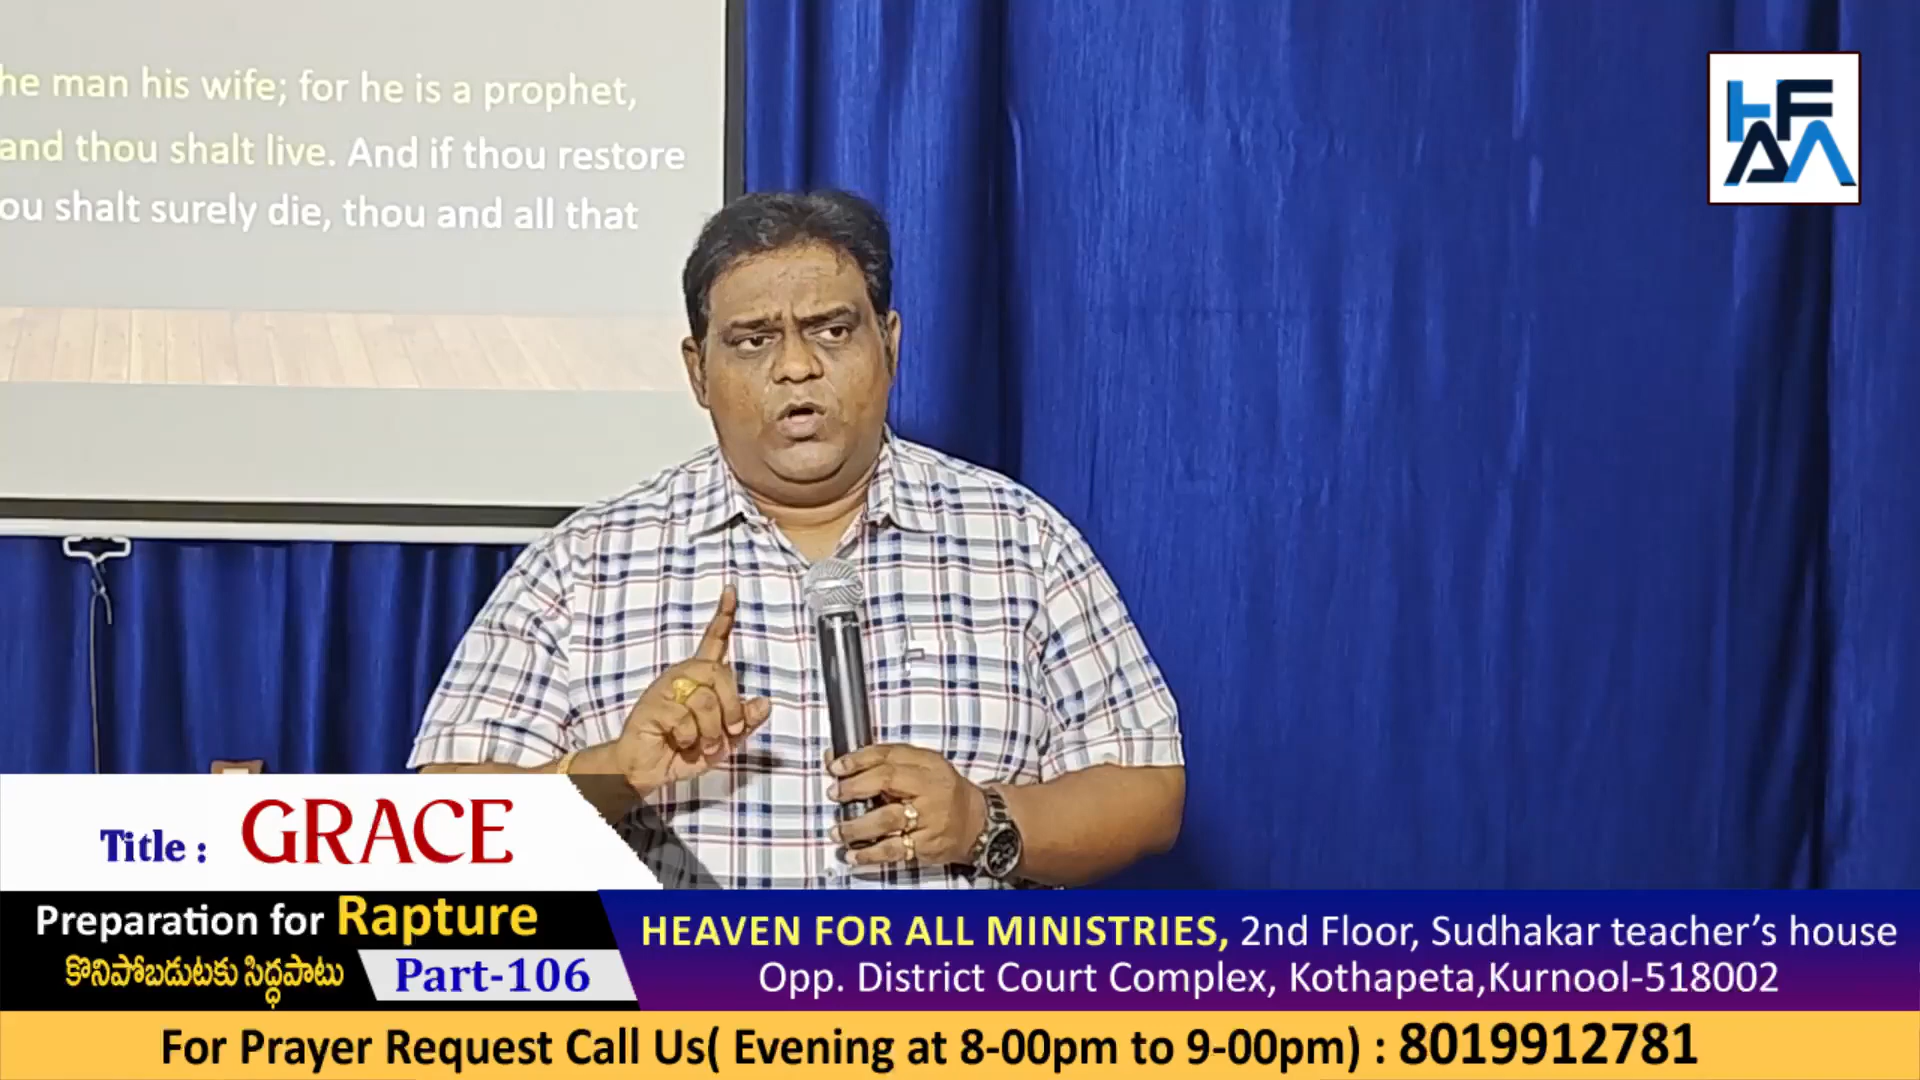 he man his wife; for he is a prophet,
and thou shalt live. And if thou restore
ou shalt surely die, thou and all that
HFAM
Title : GRACE
Preparation for Rapture
కొనిపోబడుటకు సిద్ధపాటు
Part-106
HEAVEN FOR ALL MINISTRIES, 2nd Floor, Sudhakar teacher's house
Opp. District Court Complex, Kothapeta,Kurnool-518002
For Prayer Request Call Us( Evening at 8-00pm to 9-00pm) : 8019912781